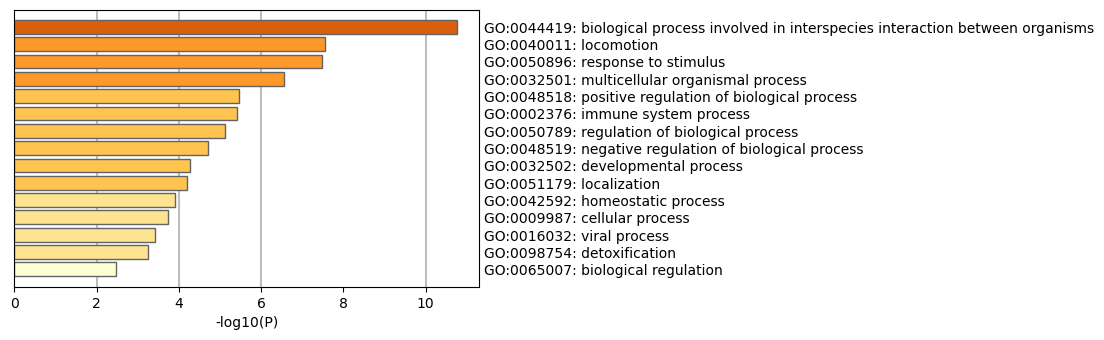 GO:0044419: biological process involved in interspecies interaction between organisms
GO:0040011: locomotion
GO:0050896: response to stimulus
GO:0032501: multicellular organismal process
GO:0048518: positive regulation of biological process
GO:0002376: immune system process
GO:0050789: regulation of biological process
GO:0048519: negative regulation of biological process
GO:0032502: developmental process
GO:0051179: localization
GO:0042592: homeostatic process
GO:0009987: cellular process
GO:0016032: viral process
GO:0098754: detoxification
GO:0065007: biological regulation
0 2 4 6 8 10
-log10(P)